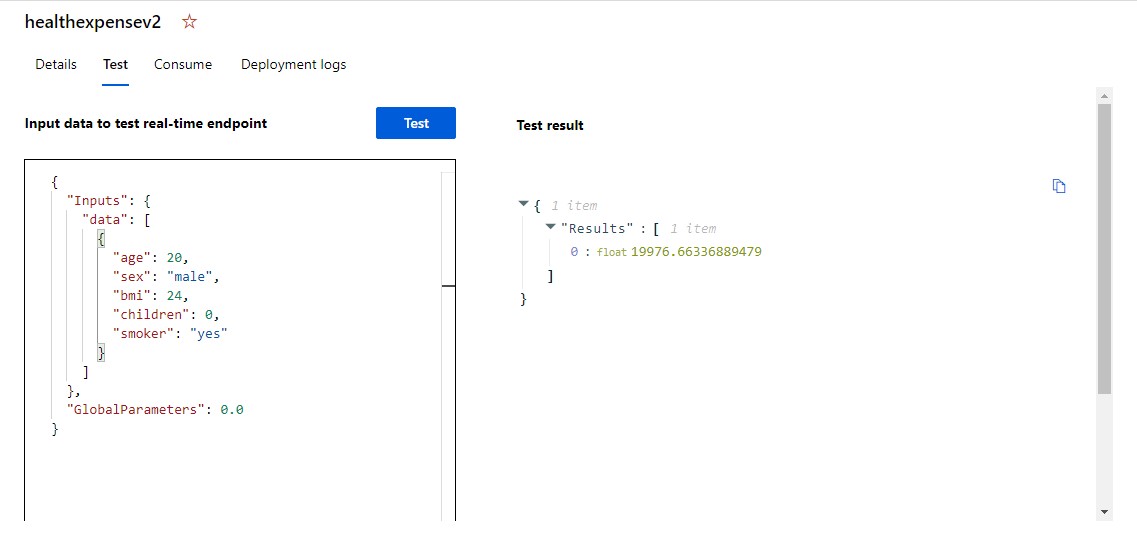 healthexpensev2
Details Test Consume Deployment logs
Input data to test real-time endpoint
Test
{
"Inputs": {
"data": [
{
"age": 20,
"sex": "male",
"bmi": 24,
"children": 0,
"smoker": "yes"
}
]
},
"GlobalParameters": 0.0
}
Test result
{ 1 item
"Results" : [ 1 item
0 : float 19976.66336889479
]
}